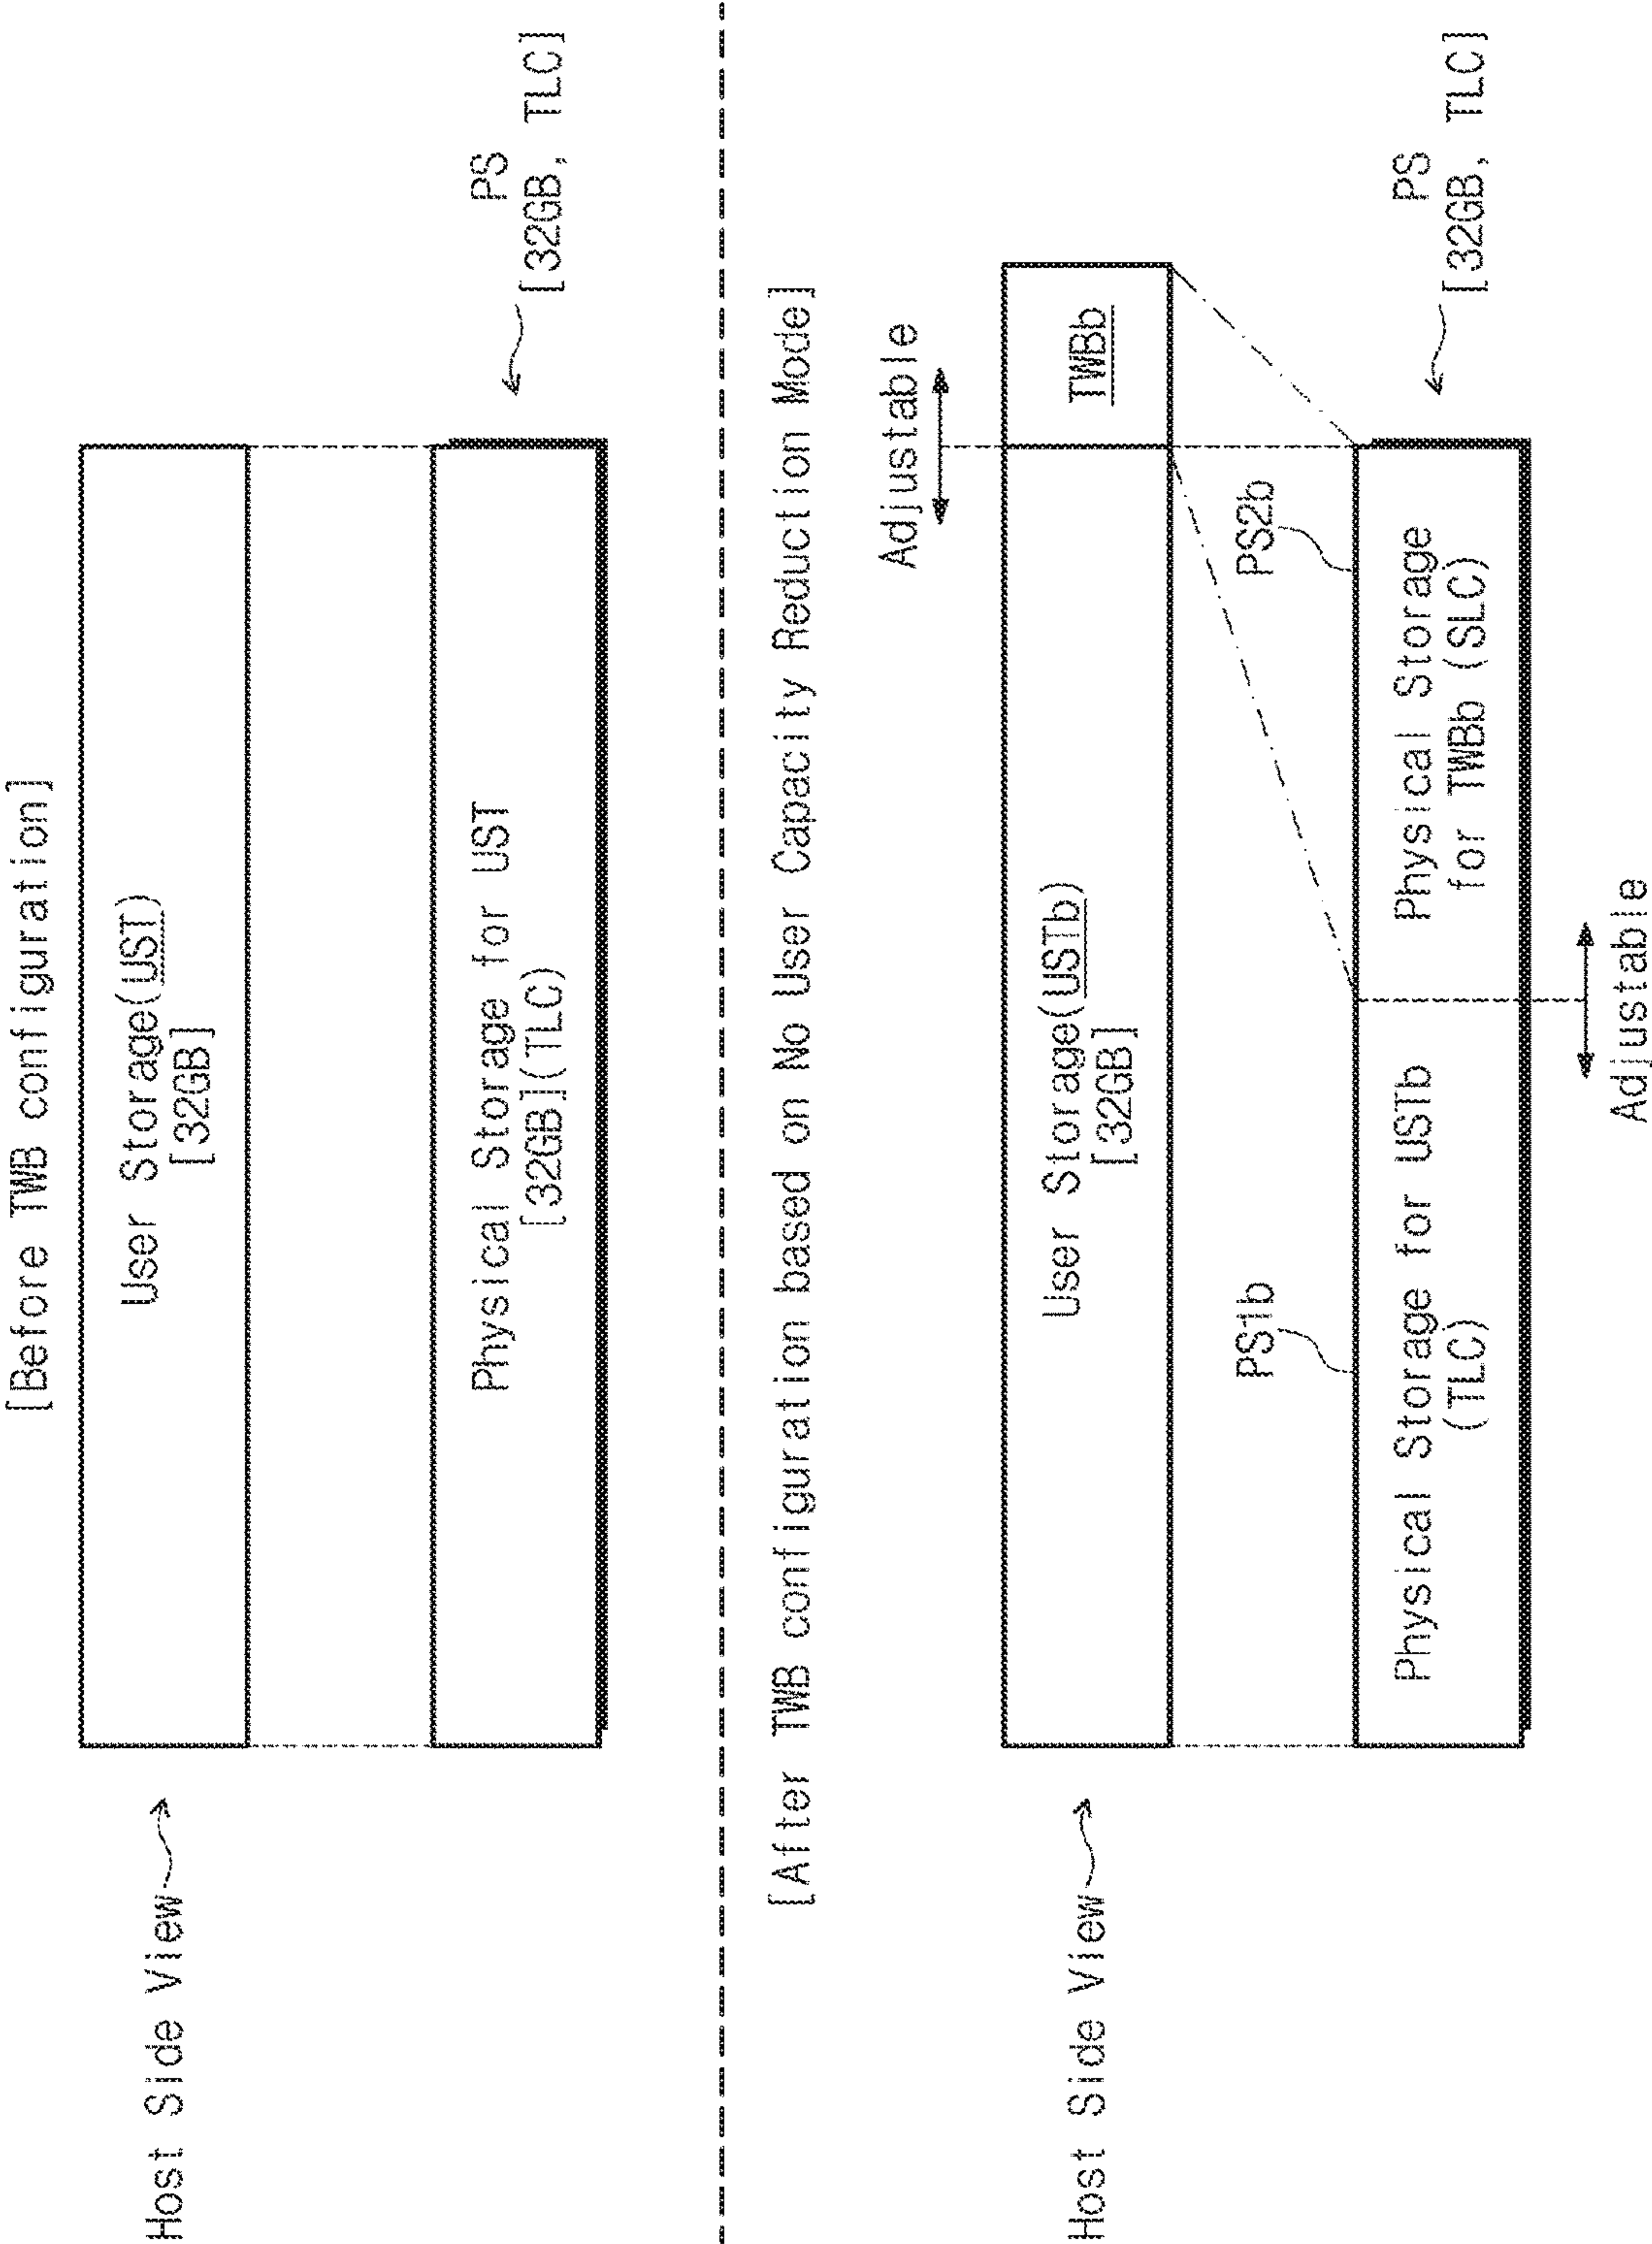 [Before TWB configuration]
Host Side View
User Storage(UST)
[32GB]
Physical Storage for UST
[32GB](TLC)
PS
[32GB, TLC]
[After TWB configuration based on No User Capacity Reduction Mode]
Adjustable
Host Side View
User Storage(USTb)
[32GB]
TWBb
PS1b
PS2b
Physical Storage for USTb
(TLC)
Physical Storage
for TWBb (SLC)
PS
[32GB, TLC]
Adjustable